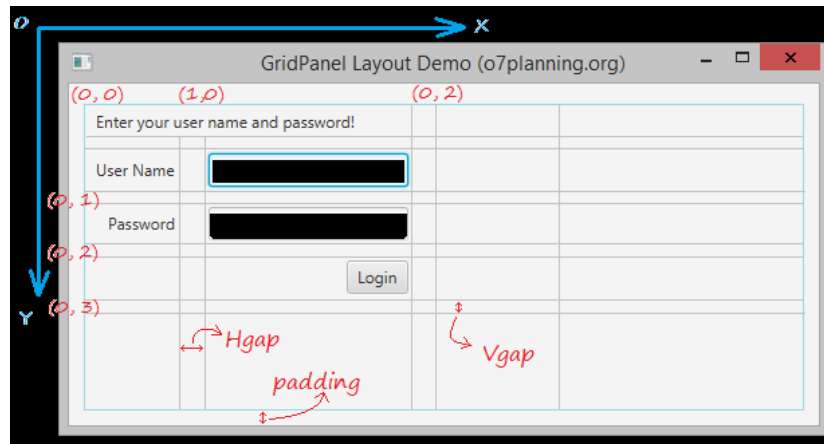 O
X
GridPanel Layout Demo (o7planning.org)
(0, 0) (1,0) (0, 2)
Enter your user name and password!
User Name
(0, 1)
Password
(0, 2)
Login
Y (0, 3)
Hgap
Vgap
padding